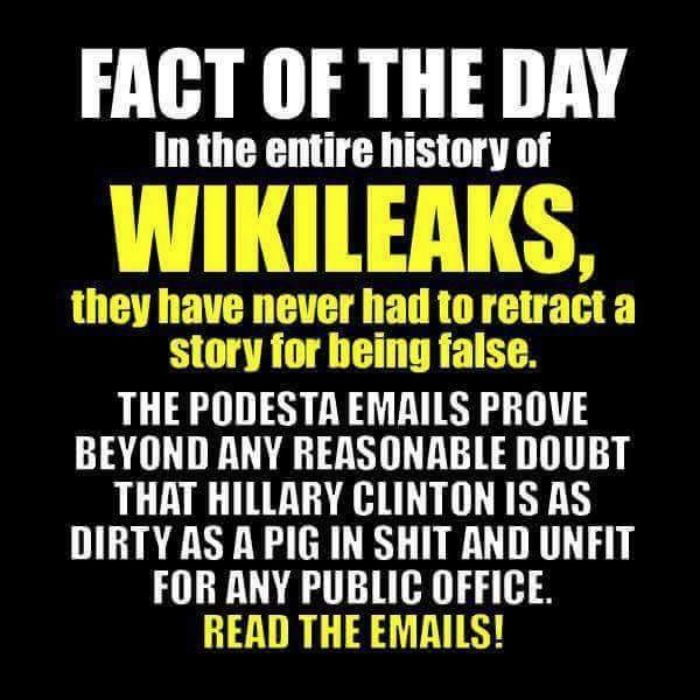 FACT OF THE DAY
In the entire history of
WIKILEAKS,
they have never had to retract a
story for being false.
THE PODESTA EMAILS PROVE
BEYOND ANY REASONABLE DOUBT
THAT HILLARY CLINTON IS AS
DIRTY AS A PIG IN SHIT AND UNFIT
FOR ANY PUBLIC OFFICE.
READ THE EMAILS!